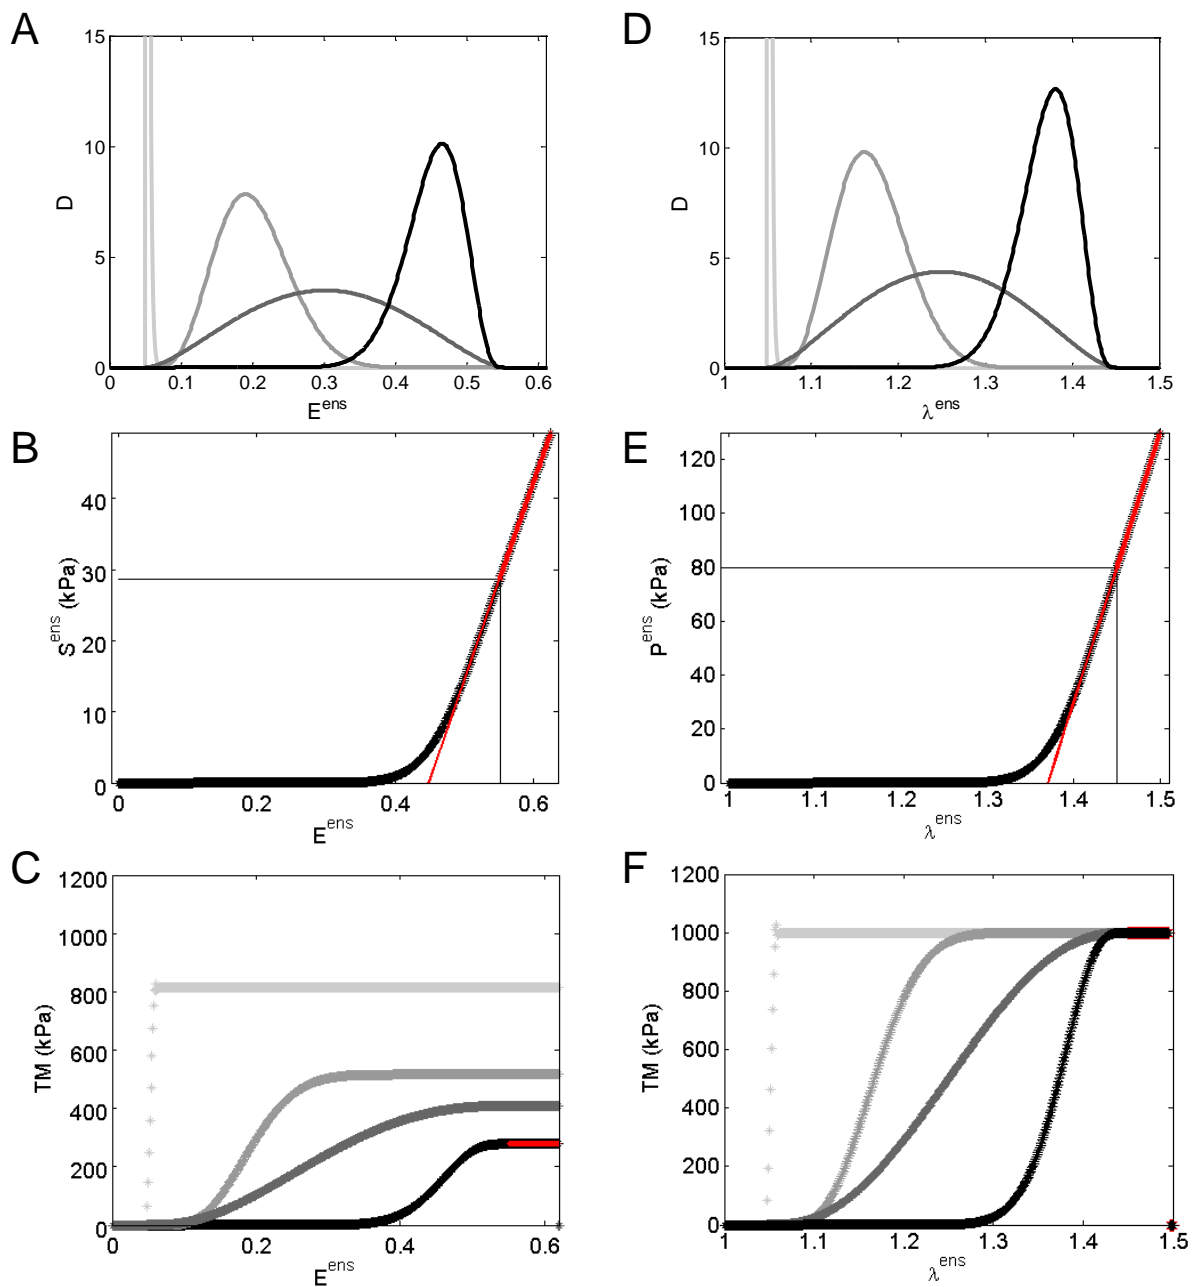 A
15
10
5
0
D
0 0.1 0.2 0.3 0.4 0.5 0.6
E^ens
D
15
10
5
0
D
1 1.1 1.2 1.3 1.4 1.5
λ^ens
B
40
30
20
10
0
S^ens (kPa)
0 0.2 0.4 0.6
E^ens
E
120
100
80
60
40
20
0
P^ens (kPa)
1 1.1 1.2 1.3 1.4 1.5
λ^ens
C
1200
1000
800
600
400
200
0
TM (kPa)
0 0.2 0.4 0.6
E^ens
F
1200
1000
800
600
400
200
0
TM (kPa)
1 1.1 1.2 1.3 1.4 1.5
λ^ens